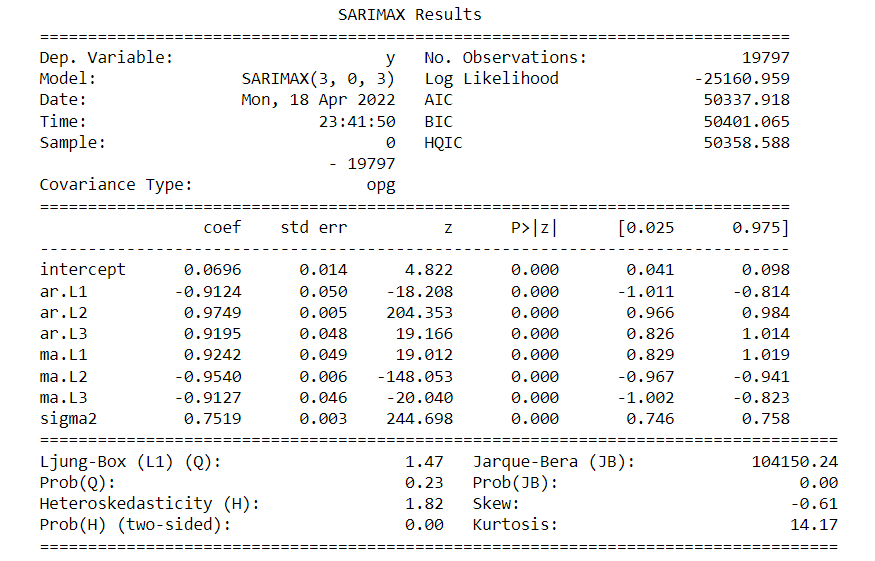 SARIMAX Results
==============================================================================
Dep. Variable: y No. Observations: 19797
Model: SARIMAX(3, 0, 3) Log Likelihood -25160.959
Date: Mon, 18 Apr 2022 AIC 50337.918
Time: 23:41:50 BIC 50401.065
Sample: 0 HQIC 50358.588
- 19797
Covariance Type: opg
==============================================================================
coef std err z P>|z| [0.025 0.975]
------------------------------------------------------------------------------
intercept 0.0696 0.014 4.822 0.000 0.041 0.098
ar.L1 -0.9124 0.050 -18.208 0.000 -1.011 -0.814
ar.L2 0.9749 0.005 204.353 0.000 0.966 0.984
ar.L3 0.9195 0.048 19.166 0.000 0.826 1.014
ma.L1 0.9242 0.049 19.012 0.000 0.829 1.019
ma.L2 -0.9540 0.006 -148.053 0.000 -0.967 -0.941
ma.L3 -0.9127 0.046 -20.040 0.000 -1.002 -0.823
sigma2 0.7519 0.003 244.698 0.000 0.746 0.758
===================================================================================
Ljung-Box (L1) (Q): 1.47 Jarque-Bera (JB): 104150.24
Prob(Q): 0.23 Prob(JB): 0.00
Heteroskedasticity (H): 1.82 Skew: -0.61
Prob(H) (two-sided): 0.00 Kurtosis: 14.17
===================================================================================